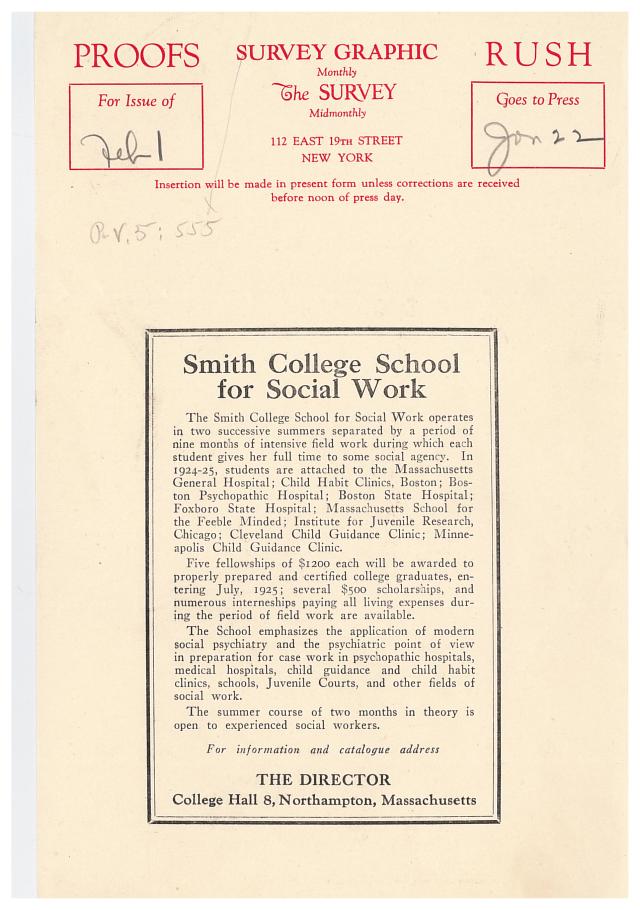 PROOFS
SURVEY GRAPHIC
Monthly
The SURVEY
Midmonthly
112 EAST 19TH STREET
NEW YORK
RUSH
For Issue of
Feb 1
Goes to Press
Jan 22
Insertion will be made in present form unless corrections are received
before noon of press day.
P.V. 5: 555
Smith College School
for Social Work
The Smith College School for Social Work operates
in two successive summers separated by a period of
nine months of intensive field work during which each
student gives her full time to some social agency. In
1924-25, students are attached to the Massachusetts
General Hospital; Child Habit Clinics, Boston; Bos-
ton Psychopathic Hospital; Boston State Hospital;
Foxboro State Hospital; Massachusetts School for
the Feeble Minded; Institute for Juvenile Research,
Chicago; Cleveland Child Guidance Clinic; Minne-
apolis Child Guidance Clinic.
Five fellowships of $1200 each will be awarded to
properly prepared and certified college graduates, en-
tering July, 1925; several $500 scholarships, and
numerous interneships paying all living expenses dur-
ing the period of field work are available.
The School emphasizes the application of modern
social psychiatry and the psychiatric point of view
in preparation for case work in psychopathic hospitals,
medical hospitals, child guidance and child habit
clinics, schools, Juvenile Courts, and other fields of
social work.
The summer course of two months in theory is
open to experienced social workers.
For information and catalogue address
THE DIRECTOR
College Hall 8, Northampton, Massachusetts